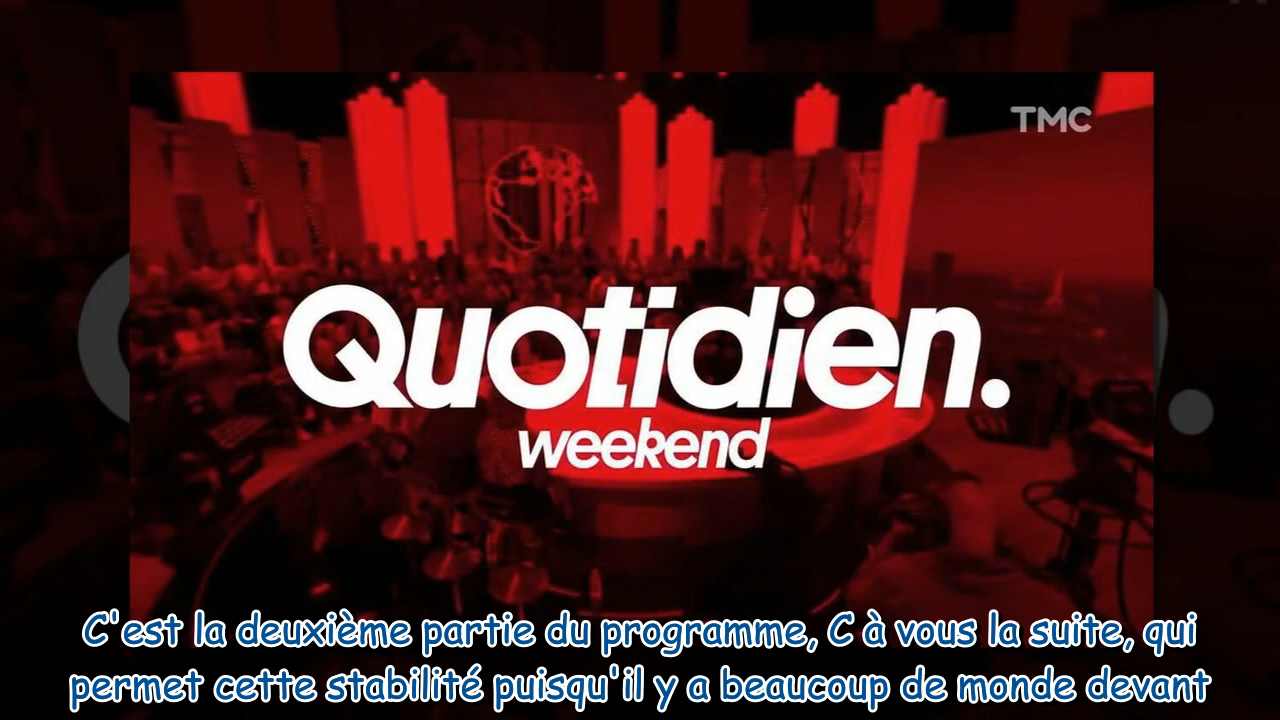 TMC
Quotidien.
weekend
C'est la deuxième partie du programme, C à vous la suite, qui
permet cette stabilité puisqu'il y a beaucoup de monde devant